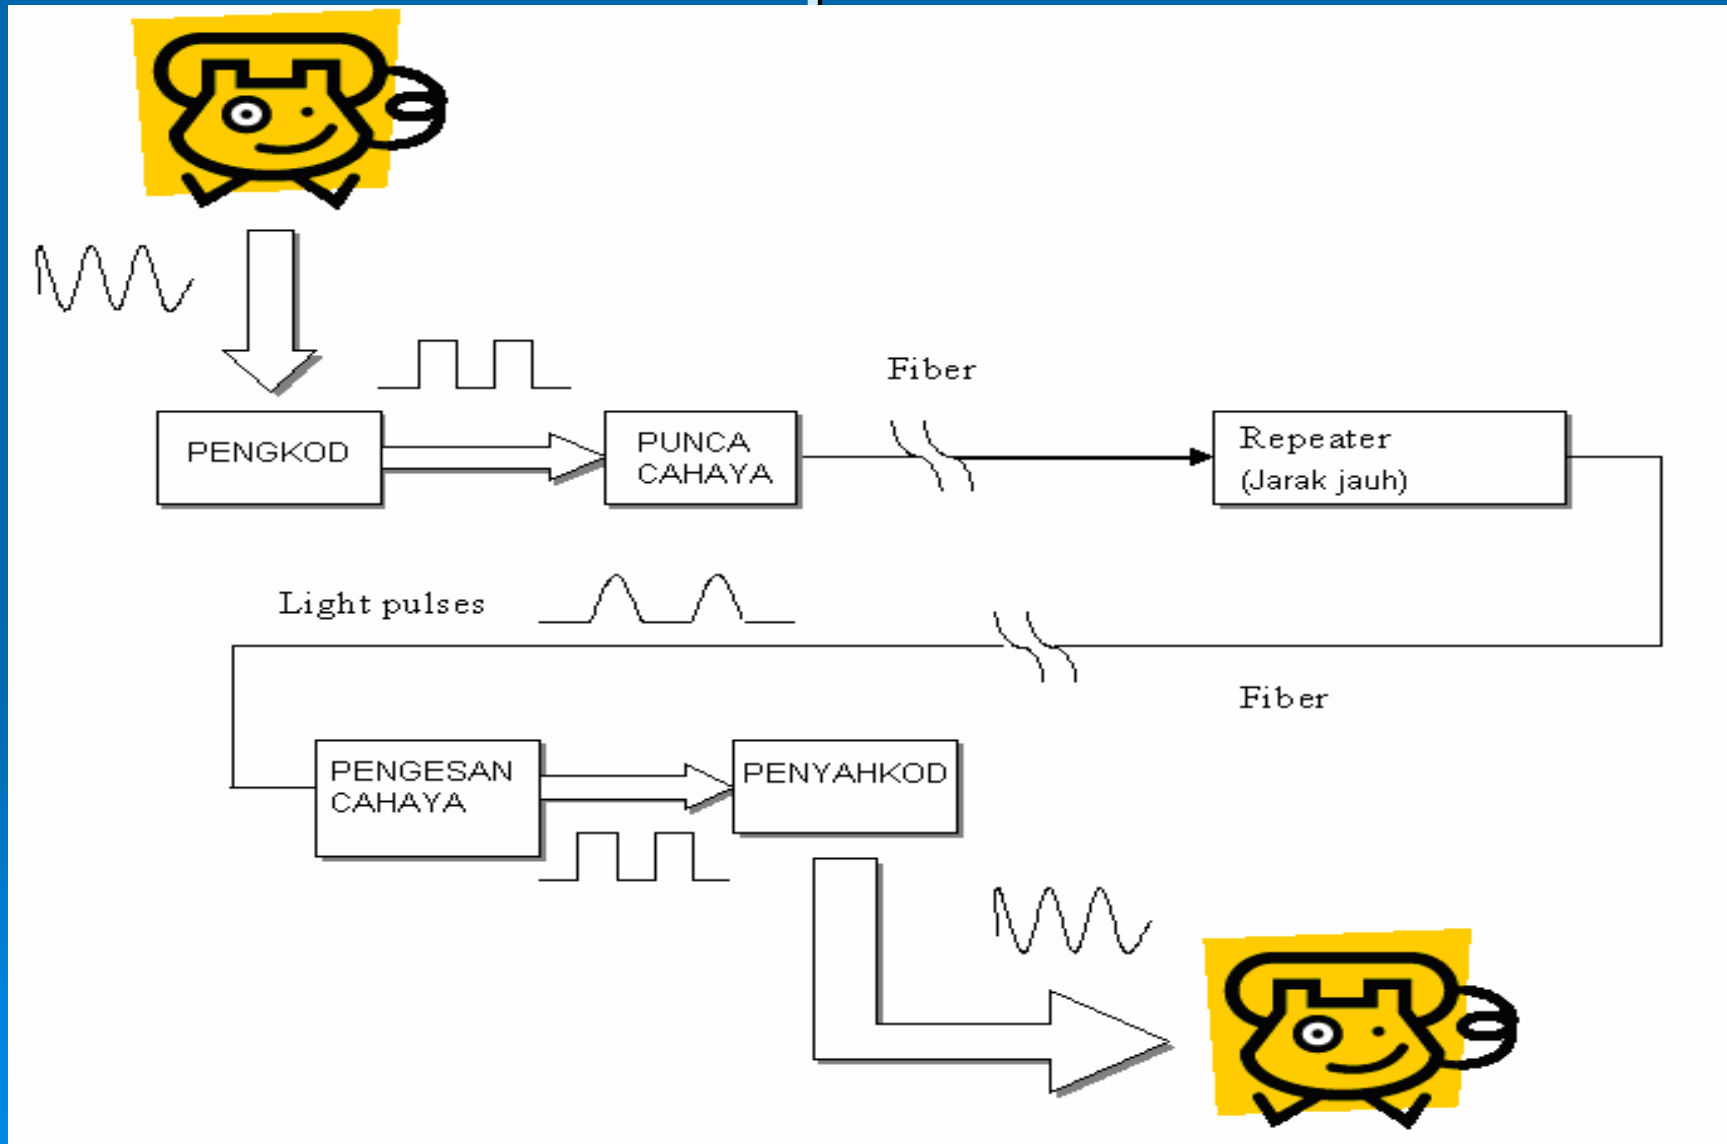 Fiber
PENGKOD
PUNCA
CAHAYA
Repeater
(Jarak jauh)
Light pulses
Fiber
PENGESAN
CAHAYA
PENYAHKOD